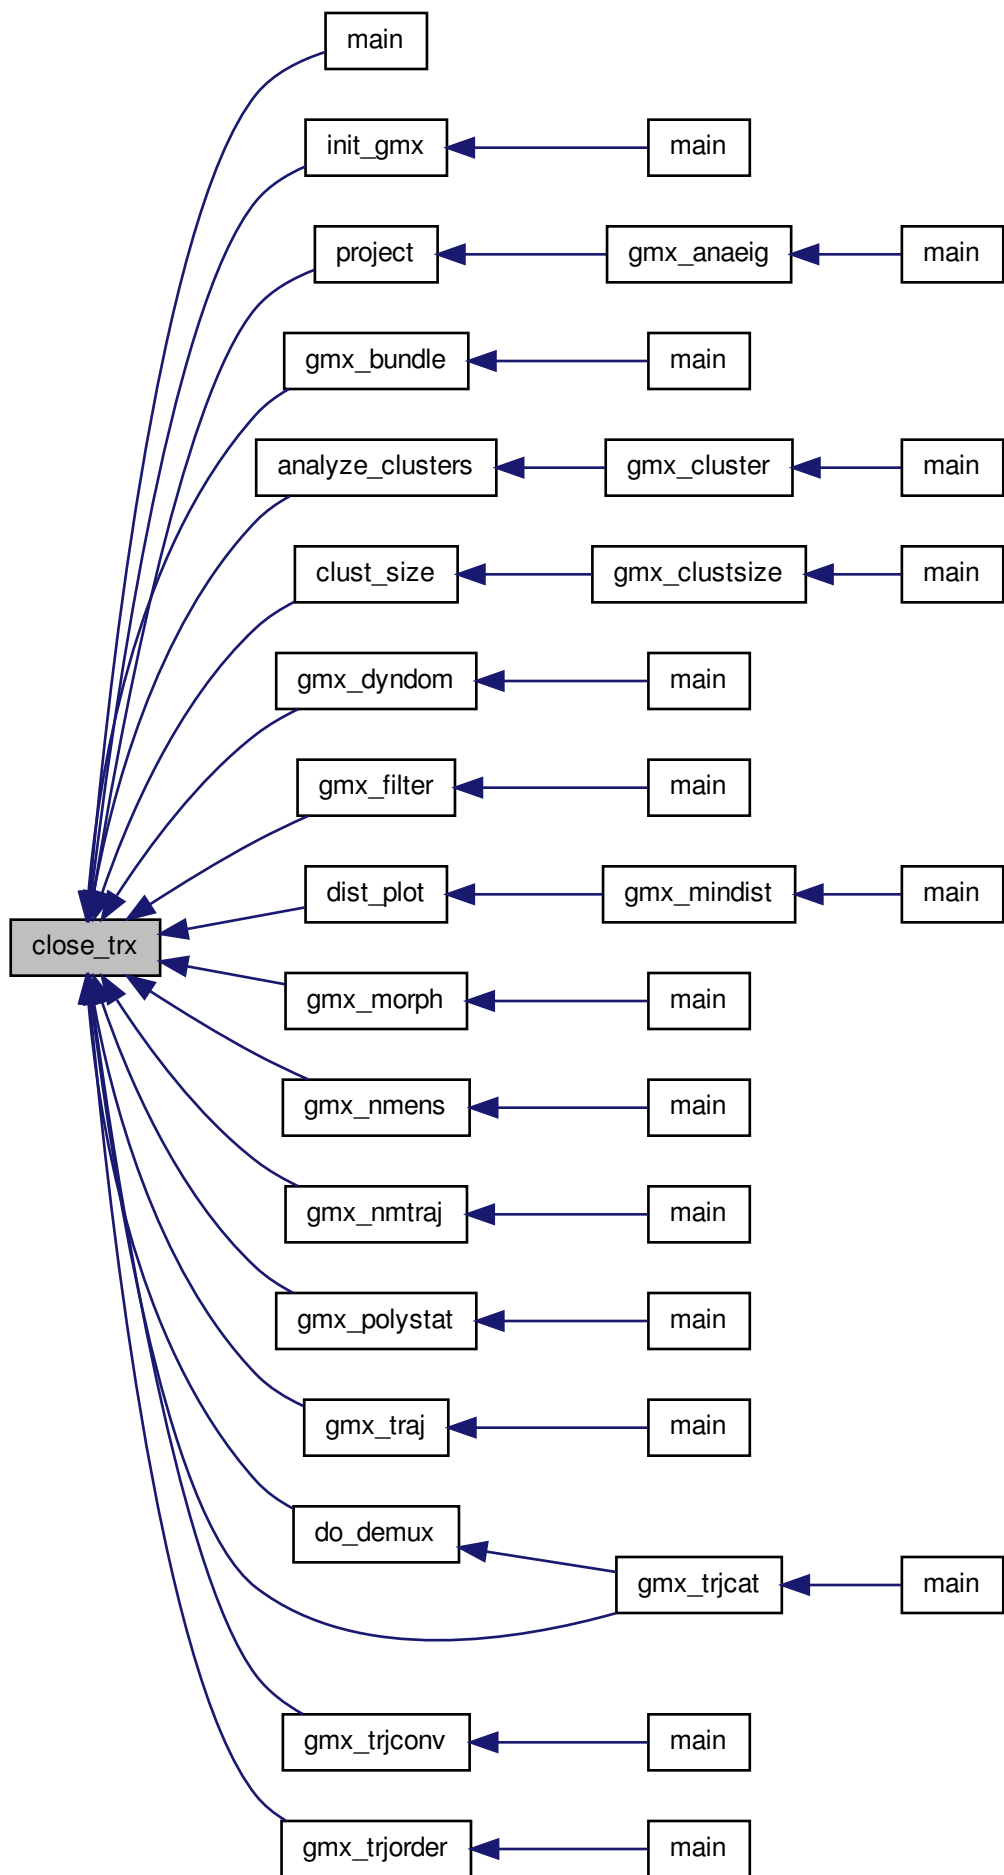 main
init_gmx main
project gmx_anaeig main
gmx_bundle main
analyze_clusters gmx_cluster main
clust_size gmx_clustsize main
gmx_dyndom main
gmx_filter main
dist_plot gmx_mindist main
close_trx
gmx_morph main
gmx_nmens main
gmx_nmtraj main
gmx_polystat main
gmx_traj main
do_demux
gmx_trjcat main
gmx_trjconv main
gmx_trjorder main